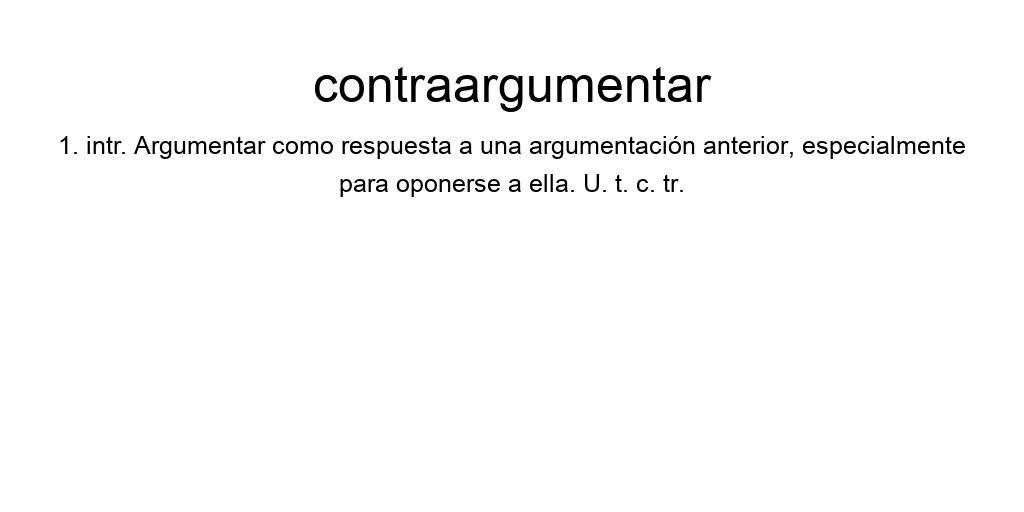 contraargumentar
1. intr. Argumentar como respuesta a una argumentación anterior, especialmente
para oponerse a ella. U. t. c. tr.